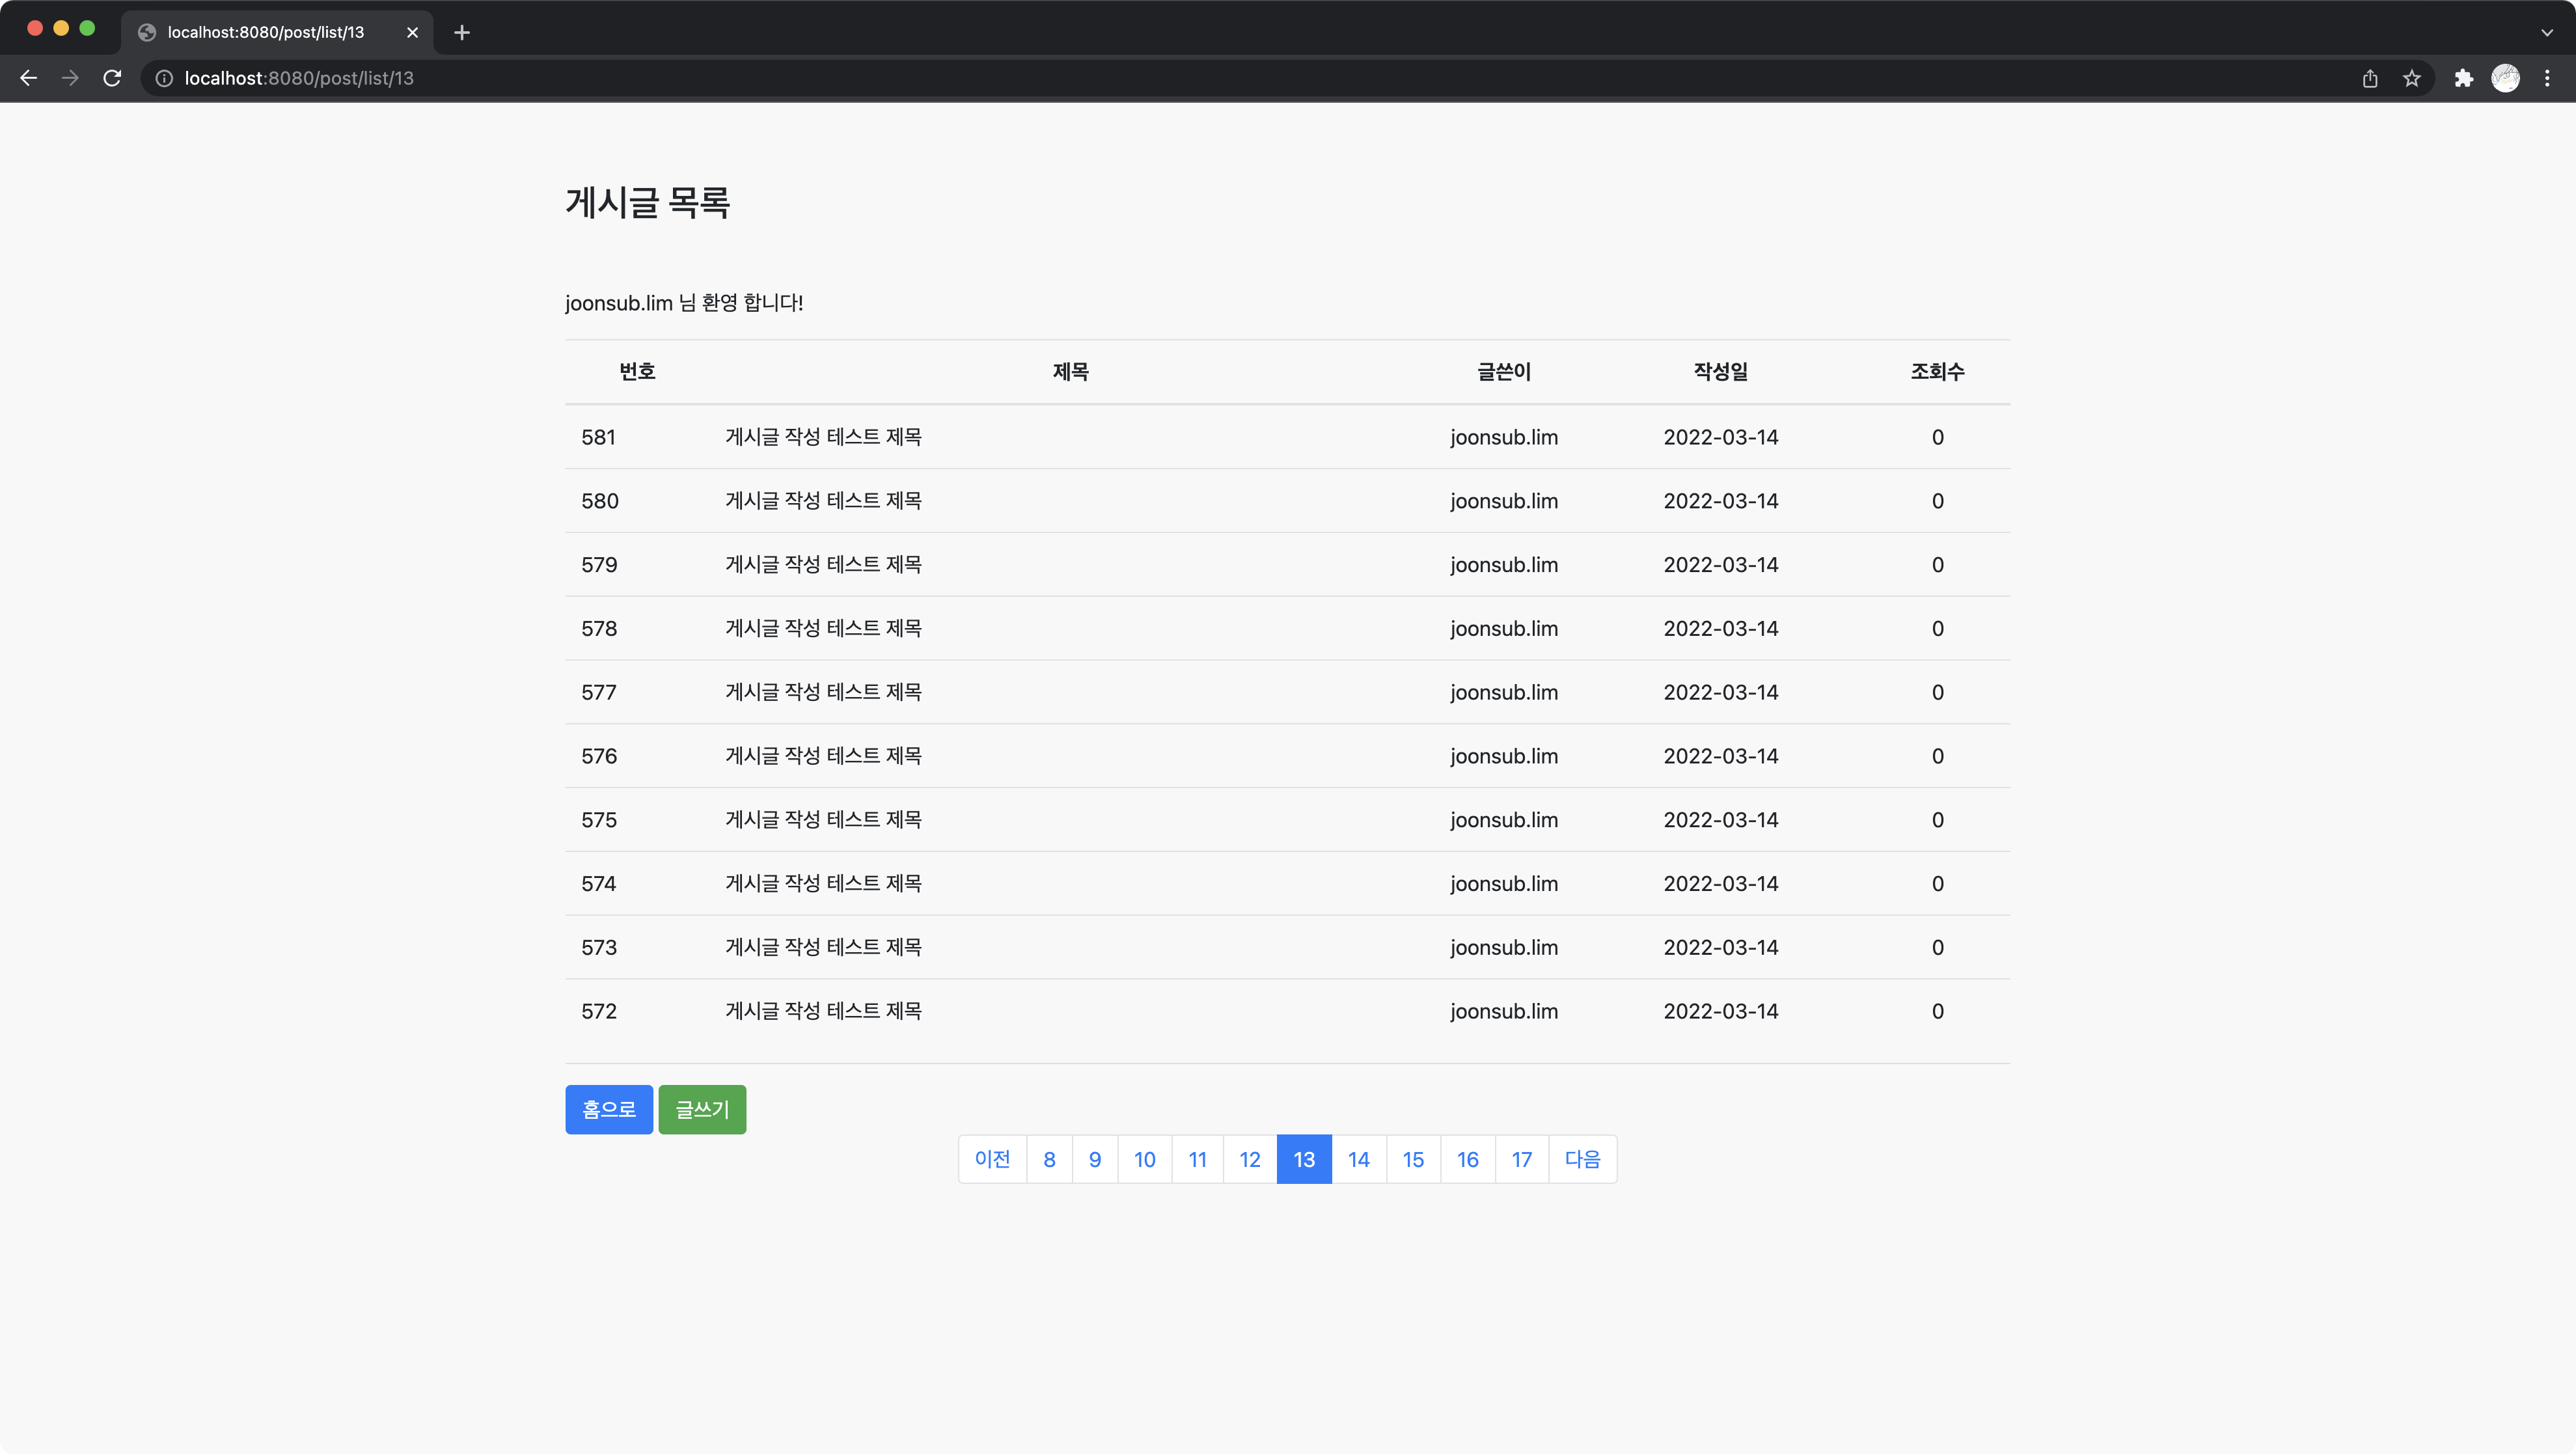 localhost:8080/post/list/13
localhost:8080/post/list/13
게시글 목록
joonsub.lim 님 환영 합니다!
번호 제목 글쓴이 작성일 조회수
581 게시글 작성 테스트 제목 joonsub.lim 2022-03-14 0
580 게시글 작성 테스트 제목 joonsub.lim 2022-03-14 0
579 게시글 작성 테스트 제목 joonsub.lim 2022-03-14 0
578 게시글 작성 테스트 제목 joonsub.lim 2022-03-14 0
577 게시글 작성 테스트 제목 joonsub.lim 2022-03-14 0
576 게시글 작성 테스트 제목 joonsub.lim 2022-03-14 0
575 게시글 작성 테스트 제목 joonsub.lim 2022-03-14 0
574 게시글 작성 테스트 제목 joonsub.lim 2022-03-14 0
573 게시글 작성 테스트 제목 joonsub.lim 2022-03-14 0
572 게시글 작성 테스트 제목 joonsub.lim 2022-03-14 0
홈으로 글쓰기
이전 8 9 10 11 12 13 14 15 16 17 다음